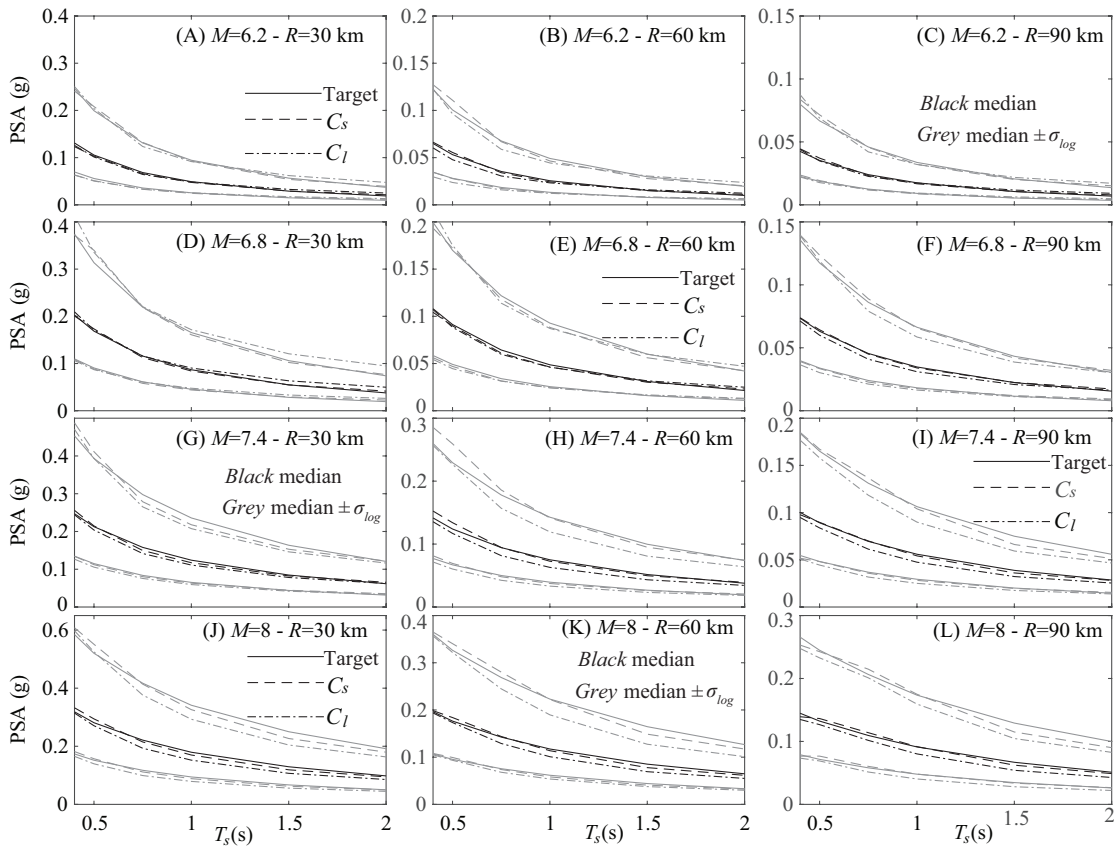 (A) M=6.2 - R=30 km
PSA (g)
0.4
0.3
0.2
0.1
0
Target
Cs
Cl
(B) M=6.2 - R=60 km
0.2
0.15
0.1
0.05
0
(C) M=6.2 - R=90 km
0.15
0.1
0.05
0
Black median
Grey median ± σlog
(D) M=6.8 - R=30 km
PSA (g)
0.4
0.3
0.2
0.1
0
(E) M=6.8 - R=60 km
0.2
0.15
0.1
0.05
0
Target
Cs
Cl
(F) M=6.8 - R=90 km
0.15
0.1
0.05
0
(G) M=7.4 - R=30 km
PSA (g)
0.5
0.4
0.3
0.2
0.1
0
Black median
Grey median ± σlog
(H) M=7.4 - R=60 km
0.3
0.2
0.1
0
(I) M=7.4 - R=90 km
0.2
0.15
0.1
0.05
0
Target
Cs
Cl
(J) M=8 - R=30 km
PSA (g)
0.6
0.4
0.2
0
Target
Cs
Cl
0.5
1
1.5
2
Ts(s)
(K) M=8 - R=60 km
0.4
0.3
0.2
0.1
0
Black median
Grey median ± σlog
0.5
1
1.5
2
Ts(s)
(L) M=8 - R=90 km
0.3
0.2
0.1
0
0.5
1
1.5
2
Ts(s)